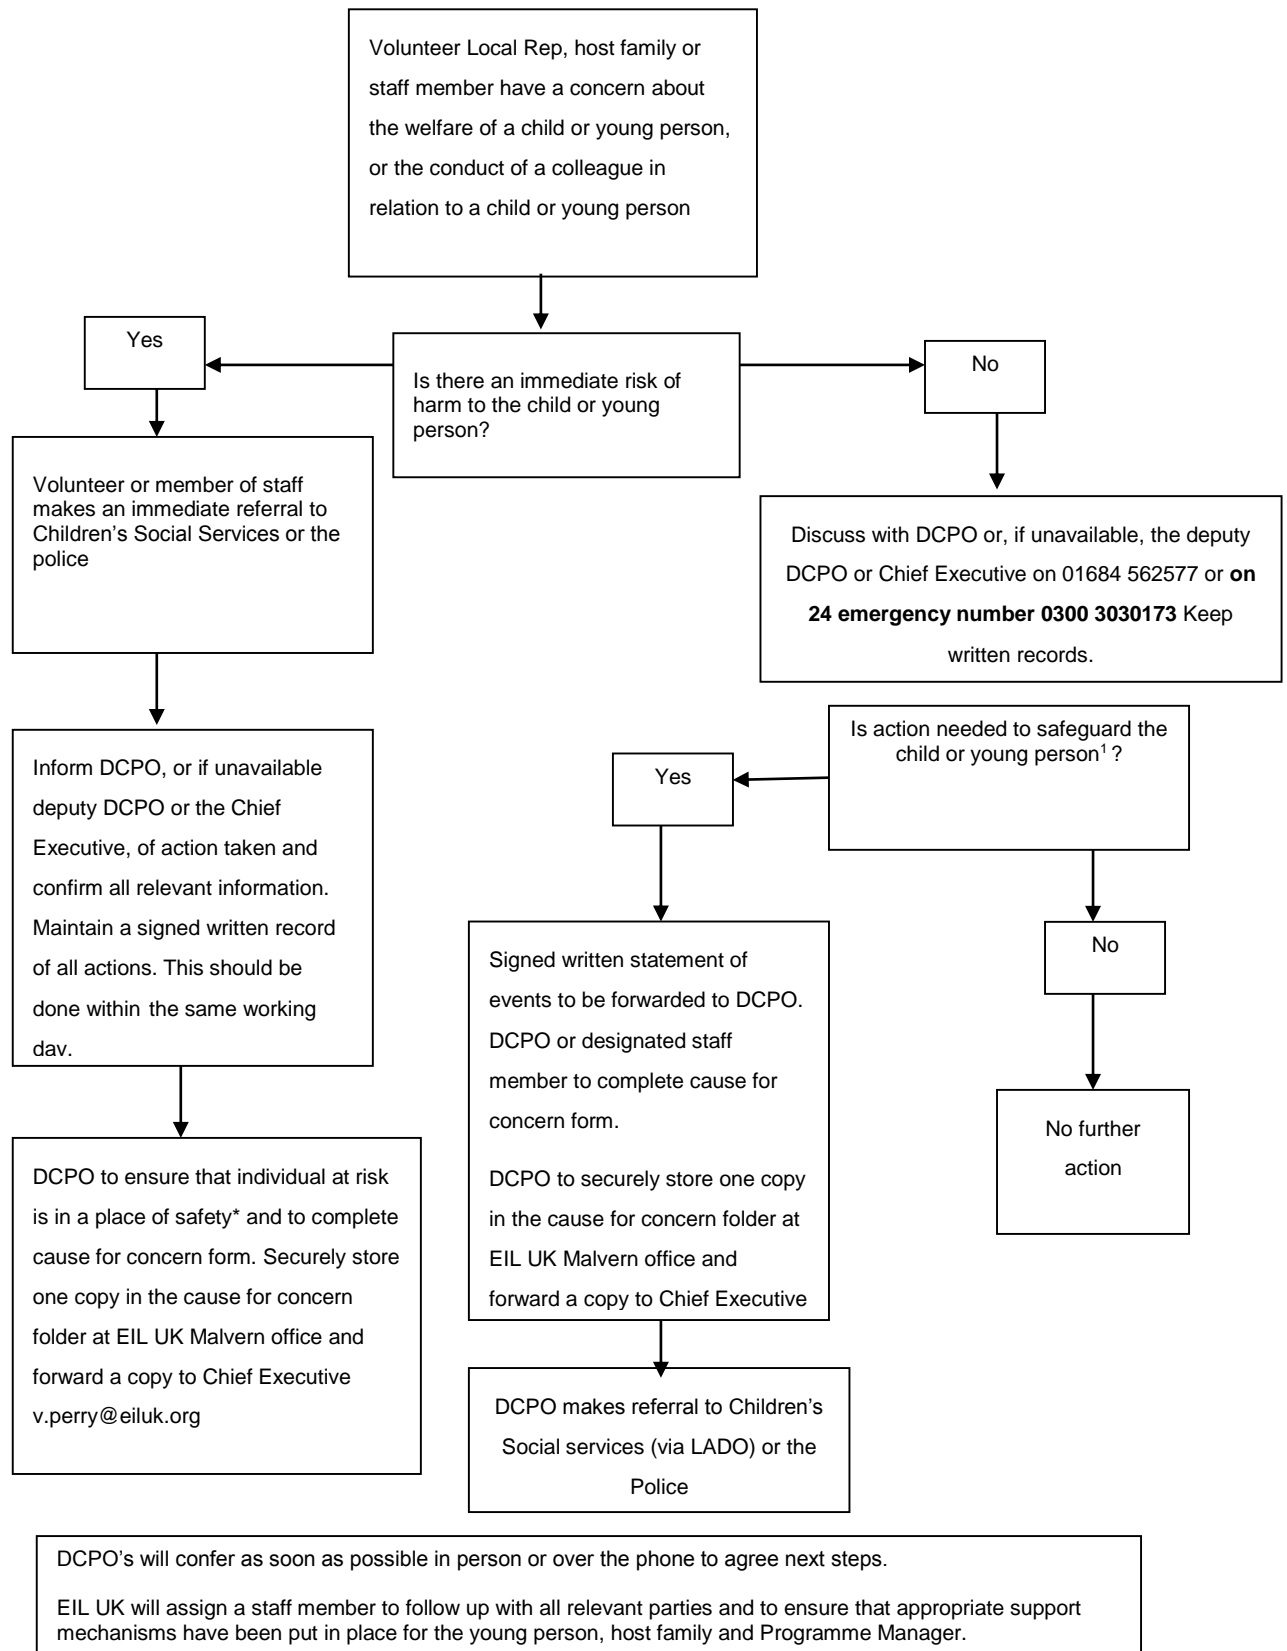 Volunteer Local Rep, host family or
staff member have a concern about
the welfare of a child or young person,
or the conduct of a colleague in
relation to a child or young person
Yes
Is there an immediate risk of
harm to the child or young
person?
No
Volunteer or member of staff
makes an immediate referral to
Children’s Social Services or the
police
Discuss with DCPO or, if unavailable, the deputy
DCPO or Chief Executive on 01684 562577 or on
24 emergency number 0300 3030173 Keep
written records.
Inform DCPO, or if unavailable
deputy DCPO or the Chief
Executive, of action taken and
confirm all relevant information.
Maintain a signed written record
of all actions. This should be
done within the same working
day.
Is action needed to safeguard the
child or young person¹ ?
Yes
No
Signed written statement of
events to be forwarded to DCPO.
DCPO or designated staff
member to complete cause for
concern form.
DCPO to securely store one copy
in the cause for concern folder at
EIL UK Malvern office and
forward a copy to Chief Executive
No further
action
DCPO to ensure that individual at risk
is in a place of safety* and to complete
cause for concern form. Securely store
one copy in the cause for concern
folder at EIL UK Malvern office and
forward a copy to Chief Executive
v.perry@eiluk.org
DCPO makes referral to Children’s
Social services (via LADO) or the
Police
DCPO’s will confer as soon as possible in person or over the phone to agree next steps.
EIL UK will assign a staff member to follow up with all relevant parties and to ensure that appropriate support
mechanisms have been put in place for the young person, host family and Programme Manager.